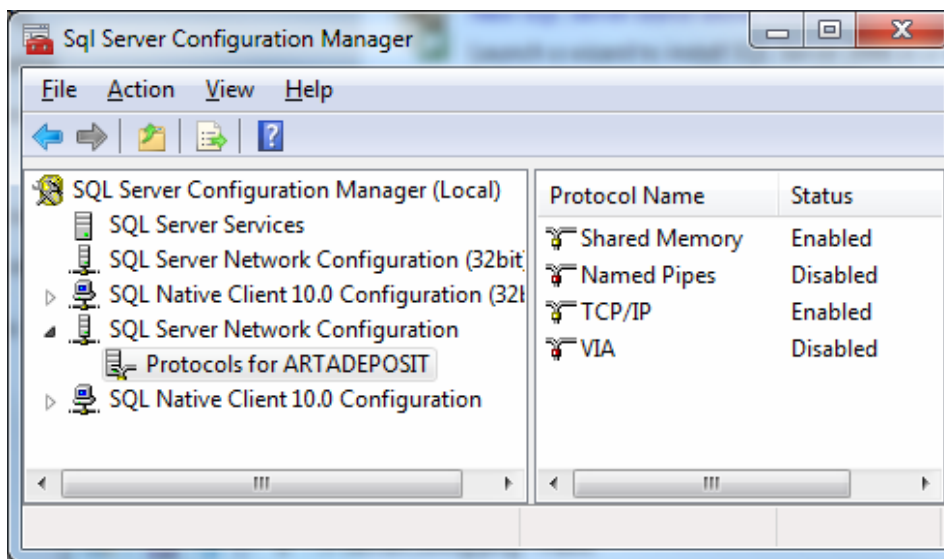 Sql Server Configuration Manager
File Action View Help
SQL Server Configuration Manager (Local)
SQL Server Services
SQL Server Network Configuration (32bit
SQL Native Client 10.0 Configuration (32b
SQL Server Network Configuration
Protocols for ARTADEPOSIT
SQL Native Client 10.0 Configuration
Protocol Name Status
Shared Memory Enabled
Named Pipes Disabled
TCP/IP Enabled
VIA Disabled